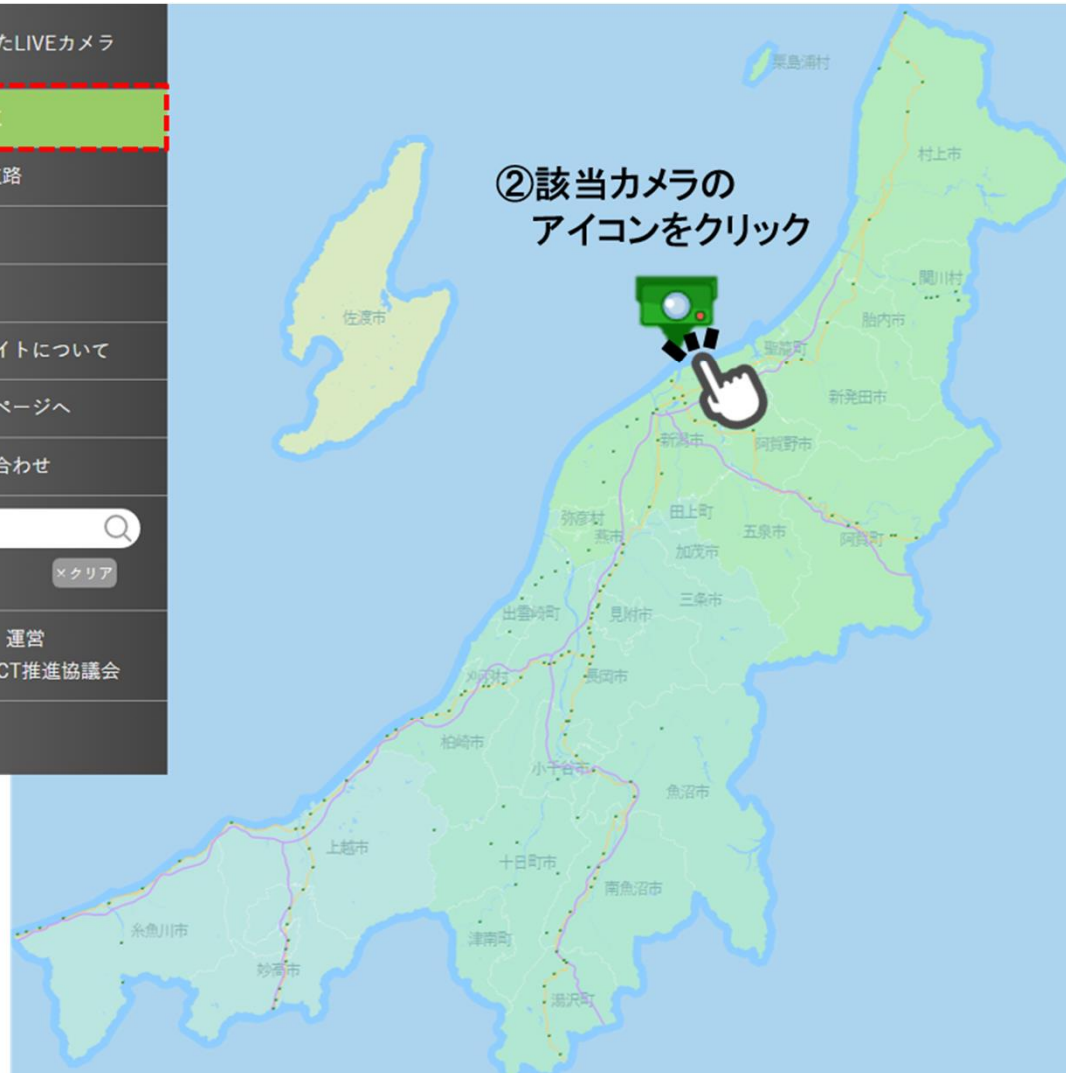 たLIVEカメラ
路
イトについて
ページへ
合わせ
×クリア
運営
CT推進協議会
②該当カメラの
アイコンをクリック
粟島浦村
村上市
関川村
胎内市
佐渡市
聖籠町
新発田市
新潟市
阿賀野市
弥彦村
燕市
田上町
五泉市
阿賀町
加茂市
三条市
出雲崎町
見附市
刈羽村
長岡市
柏崎市
小千谷市
魚沼市
上越市
十日町市
南魚沼市
糸魚川市
津南町
妙高市
湯沢町